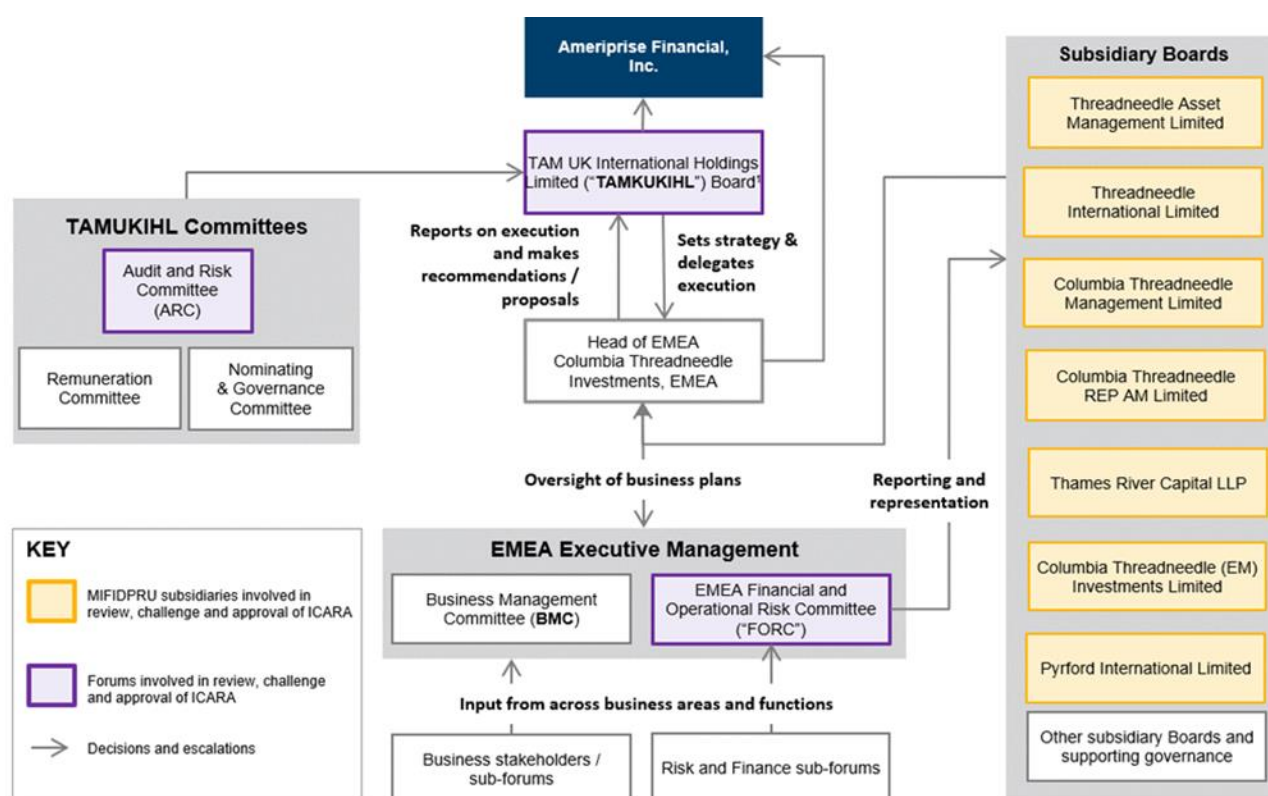 Ameriprise Financial,
Inc.
Subsidiary Boards
Threadneedle Asset
Management Limited
TAM UK International Holdings
Limited ("TAMKUKIHL") Board¹
Threadneedle
International Limited
TAMUKIHL Committees
Audit and Risk
Committee
(ARC)
Remuneration
Committee
Nominating
& Governance
Committee
Reports on execution
and makes
recommendations /
proposals
Sets strategy &
delegates
execution
Columbia Threadneedle
Management Limited
Head of EMEA
Columbia Threadneedle
Investments, EMEA
Columbia Threadneedle
REP AM Limited
Oversight of business plans
Reporting and
representation
Thames River Capital LLP
KEY
MIFIDPRU subsidiaries involved in
review, challenge and approval of ICARA
Forums involved in review, challenge
and approval of ICARA
Decisions and escalations
EMEA Executive Management
Business Management
Committee (BMC)
EMEA Financial and
Operational Risk Committee
("FORC")
Columbia Threadneedle (EM)
Investments Limited
Pyrford International Limited
Input from across business areas and functions
Business stakeholders /
sub-forums
Risk and Finance sub-forums
Other subsidiary Boards and
supporting governance